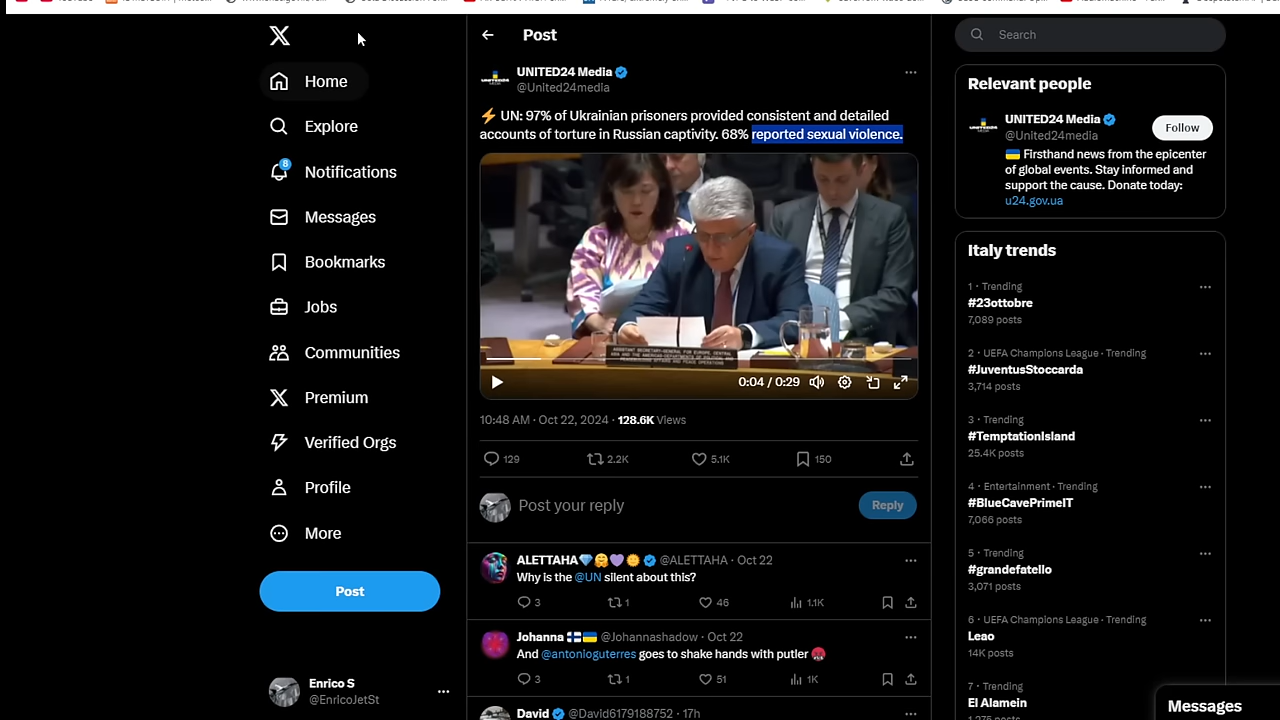 Home
Explore
8
Notifications
Messages
Bookmarks
Jobs
Communities
Premium
Verified Orgs
Profile
More
Post
Enrico S
@EnricoJetSt
Post
UNITED24 Media
@United24media
⚡ UN: 97% of Ukrainian prisoners provided consistent and detailed
accounts of torture in Russian captivity. 68% reported sexual violence.
0:04 / 0:29
10:48 AM · Oct 22, 2024 · 128.6K Views
129 2.2K 5.1K 150
Post your reply
Reply
ALETTAHA💎🤗💜🌞 @ALETTAHA · Oct 22
Why is the @UN silent about this?
3 1 46 1.1K
Johanna 🇫🇮🇺🇦 @Johannashadow · Oct 22
And @antonioguterres goes to shake hands with putler 😡
3 1 51 1K
David @David6179188752 · 17h
Search
Relevant people
UNITED24 Media
@United24media
Follow
🇺🇦 Firsthand news from the epicenter
of global events. Stay informed and
support the cause. Donate today:
u24.gov.ua
Italy trends
1 · Trending
#23ottobre
7,089 posts
2 · UEFA Champions League · Trending
#JuventusStoccarda
3,714 posts
3 · Trending
#TemptationIsland
25.4K posts
4 · Entertainment · Trending
#BlueCavePrimeIT
7,066 posts
5 · Trending
#grandefatello
3,071 posts
6 · UEFA Champions League · Trending
Leao
14K posts
7 · Trending
El Alamein
Messages